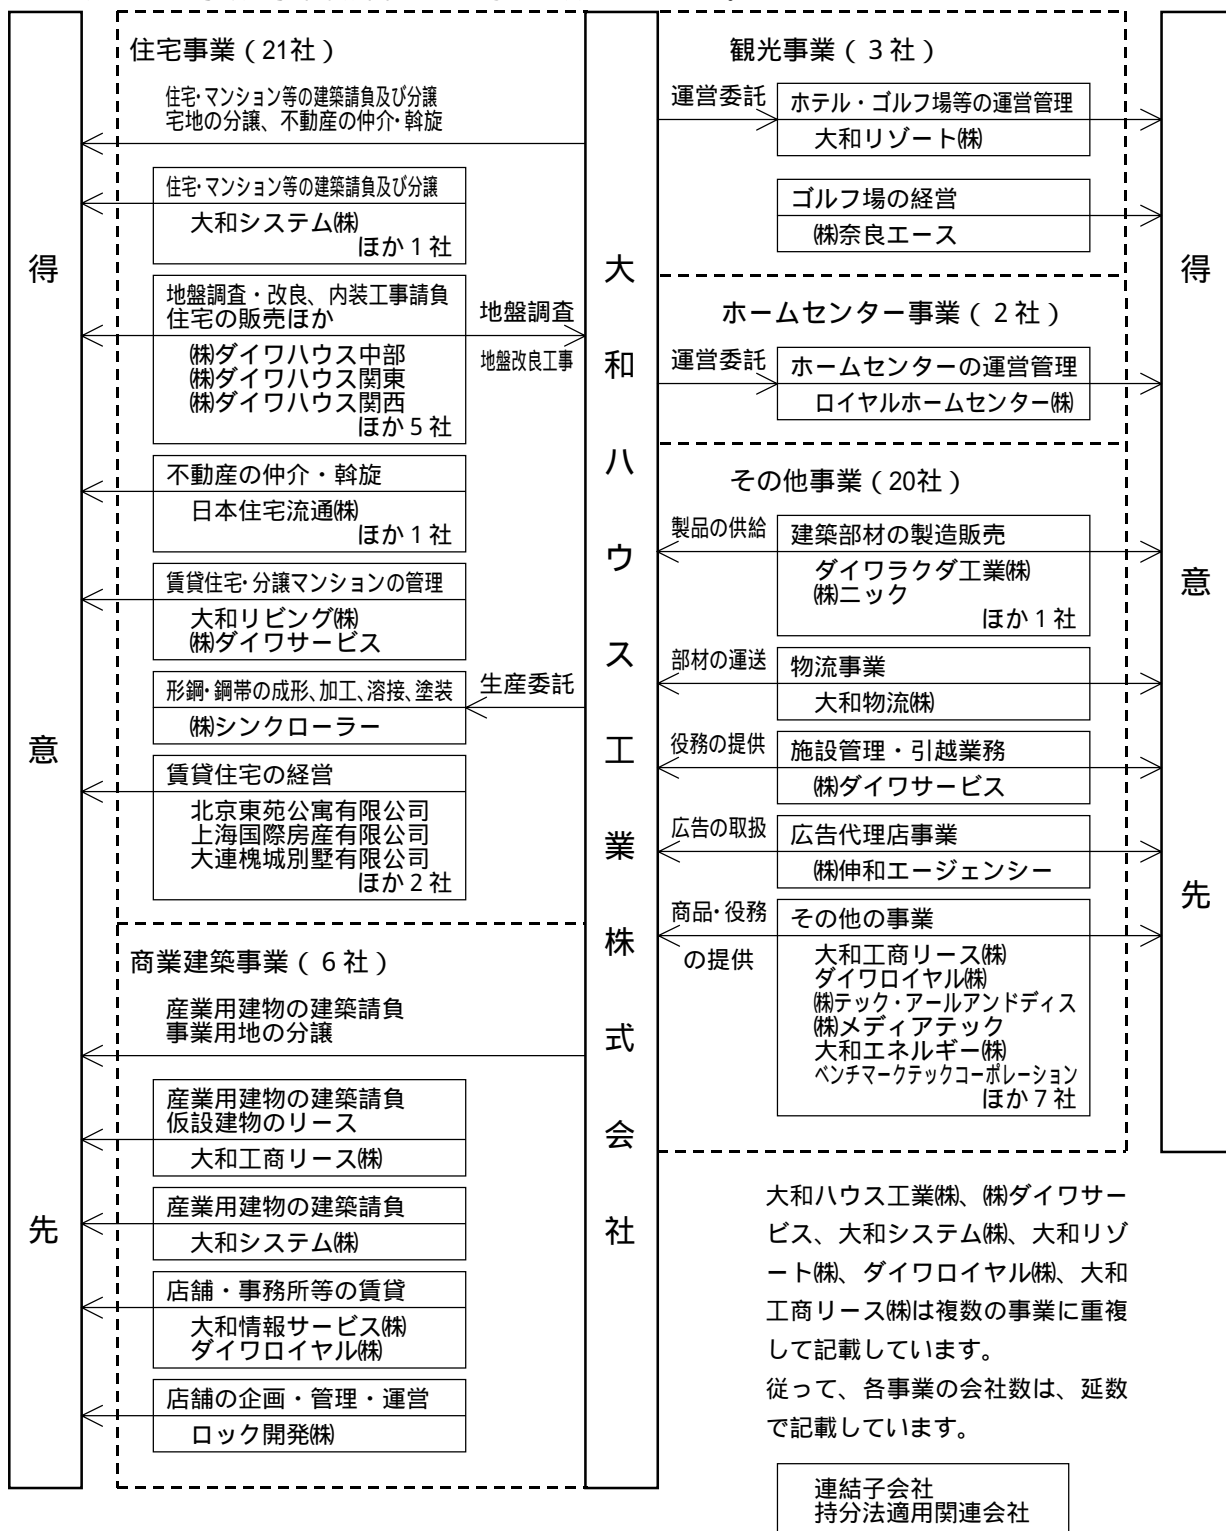 住宅事業（21社）
住宅・マンション等の建築請負及び分譲
宅地の分譲、不動産の仲介・斡旋
住宅・マンション等の建築請負及び分譲
大和システム㈱
ほか1社
地盤調査・改良、内装工事請負
住宅の販売ほか
㈱ダイワハウス中部
㈱ダイワハウス関東
㈱ダイワハウス関西
ほか5社
地盤調査
地盤改良工事
不動産の仲介・斡旋
日本住宅流通㈱
ほか1社
賃貸住宅・分譲マンションの管理
大和リビング㈱
㈱ダイワサービス
形鋼・鋼帯の成形、加工、溶接、塗装
㈱シンクローラー
生産委託
賃貸住宅の経営
北京東苑公寓有限公司
上海国際房産有限公司
大連槐城別墅有限公司
ほか2社
商業建築事業（6社）
産業用建物の建築請負
事業用地の分譲
産業用建物の建築請負
仮設建物のリース
大和工商リース㈱
産業用建物の建築請負
大和システム㈱
店舗・事務所等の賃貸
大和情報サービス㈱
ダイワロイヤル㈱
店舗の企画・管理・運営
ロック開発㈱
得意先
大和ハウス工業株式会社
観光事業（3社）
運営委託
ホテル・ゴルフ場等の運営管理
大和リゾート㈱
ゴルフ場の経営
㈱奈良エース
ホームセンター事業（2社）
運営委託
ホームセンターの運営管理
ロイヤルホームセンター㈱
その他事業（20社）
製品の供給
建築部材の製造販売
ダイワラクダ工業㈱
㈱ニック
ほか1社
部材の運送
物流事業
大和物流㈱
役務の提供
施設管理・引越業務
㈱ダイワサービス
広告の取扱
広告代理店事業
㈱伸和エージェンシー
商品・役務
の提供
その他の事業
大和工商リース㈱
ダイワロイヤル㈱
㈱テック・アールアンドディス
㈱メディアテック
大和エネルギー㈱
ベンチマークテックコーポレーション
ほか7社
得意先
大和ハウス工業㈱、㈱ダイワサー
ビス、大和システム㈱、大和リゾ
ート㈱、ダイワロイヤル㈱、大和
工商リース㈱は複数の事業に重複
して記載しています。
従って、各事業の会社数は、延数
で記載しています。
連結子会社
持分法適用関連会社